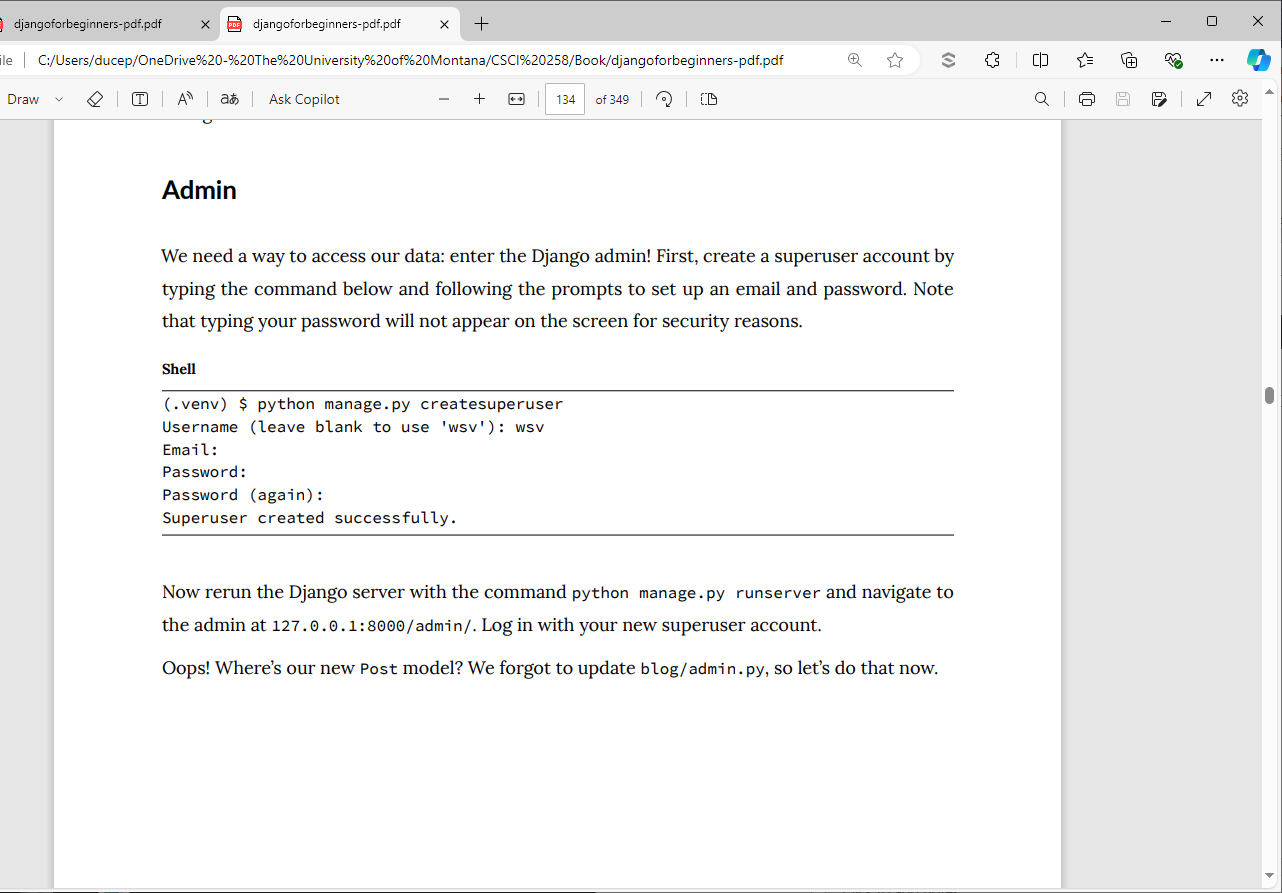 djangoforbeginners-pdf.pdf
djangoforbeginners-pdf.pdf
ile C:/Users/ducep/OneDrive%20-%20The%20University%20of%20Montana/CSCI%20258/Book/djangoforbeginners-pdf.pdf
Draw Ask Copilot 134 of 349
Admin
We need a way to access our data: enter the Django admin! First, create a superuser account by
typing the command below and following the prompts to set up an email and password. Note
that typing your password will not appear on the screen for security reasons.
Shell
(.venv) $ python manage.py createsuperuser
Username (leave blank to use 'wsv'): wsv
Email:
Password:
Password (again):
Superuser created successfully.
Now rerun the Django server with the command python manage.py runserver and navigate to
the admin at 127.0.0.1:8000/admin/. Log in with your new superuser account.
Oops! Where’s our new Post model? We forgot to update blog/admin.py, so let’s do that now.